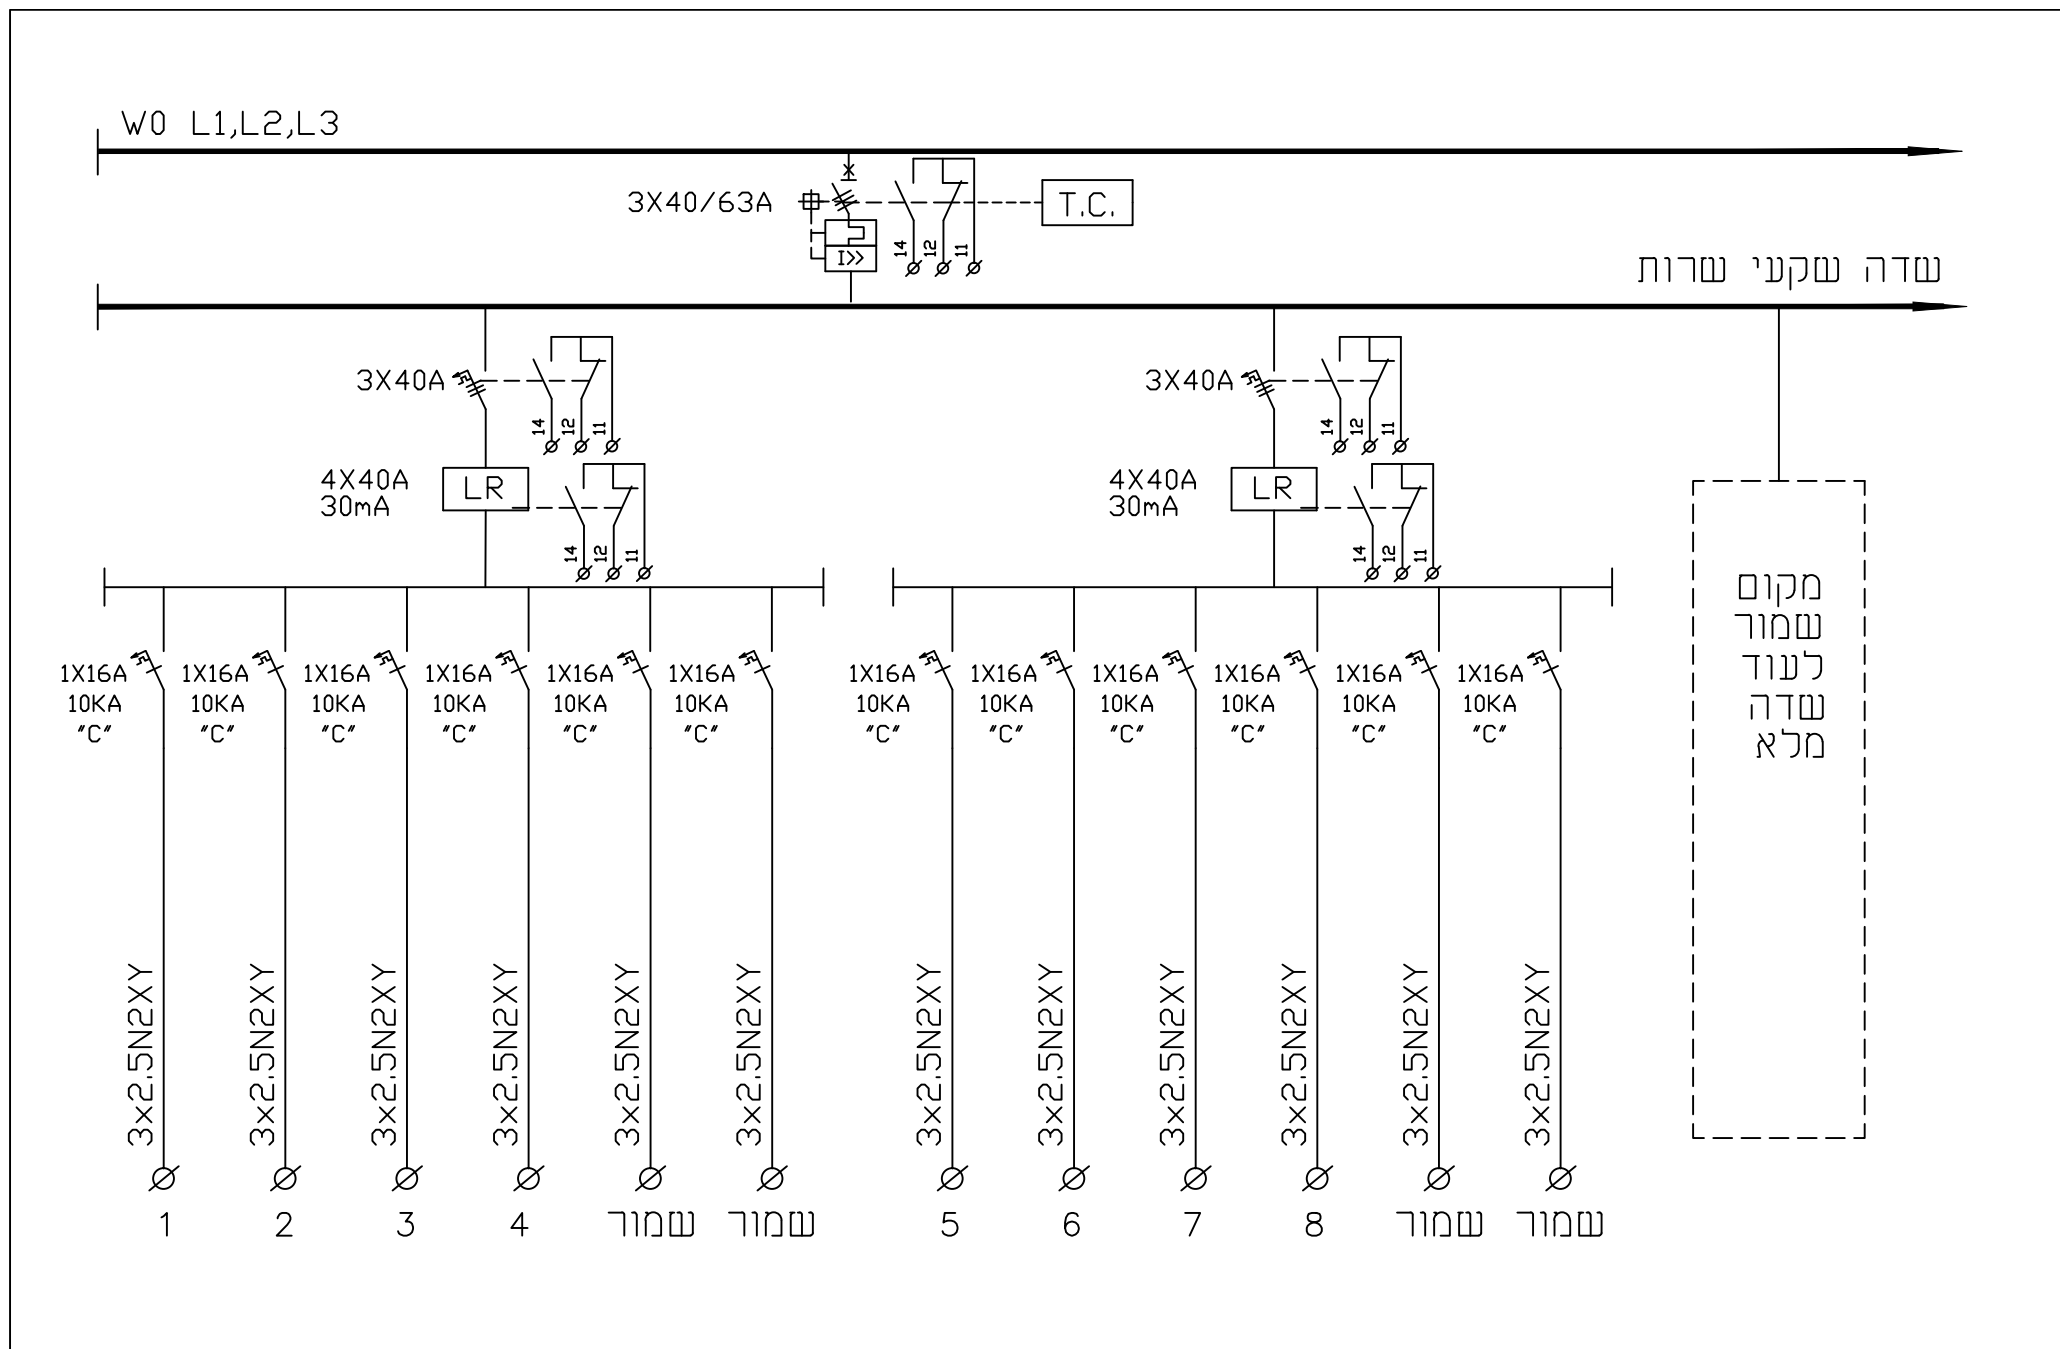 W0 L1,L2,L3
3X40/63A
T.C.
I>>
14 12 11
שדה שקעי שרות
3X40A
14 12 11
3X40A
14 12 11
4X40A
30mA
LR
14 12 11
4X40A
30mA
LR
14 12 11
מקום
שמור
לעוד
שדה
מלא
1X16A 1X16A 1X16A 1X16A 1X16A 1X16A 1X16A 1X16A 1X16A 1X16A 1X16A 1X16A
10KA 10KA 10KA 10KA 10KA 10KA 10KA 10KA 10KA 10KA 10KA 10KA
"C" "C" "C" "C" "C" "C" "C" "C" "C" "C" "C" "C"
3x2.5N2XY 3x2.5N2XY 3x2.5N2XY 3x2.5N2XY 3x2.5N2XY 3x2.5N2XY 3x2.5N2XY 3x2.5N2XY 3x2.5N2XY 3x2.5N2XY 3x2.5N2XY 3x2.5N2XY
1 2 3 4 שמור שמור 5 6 7 8 שמור שמור